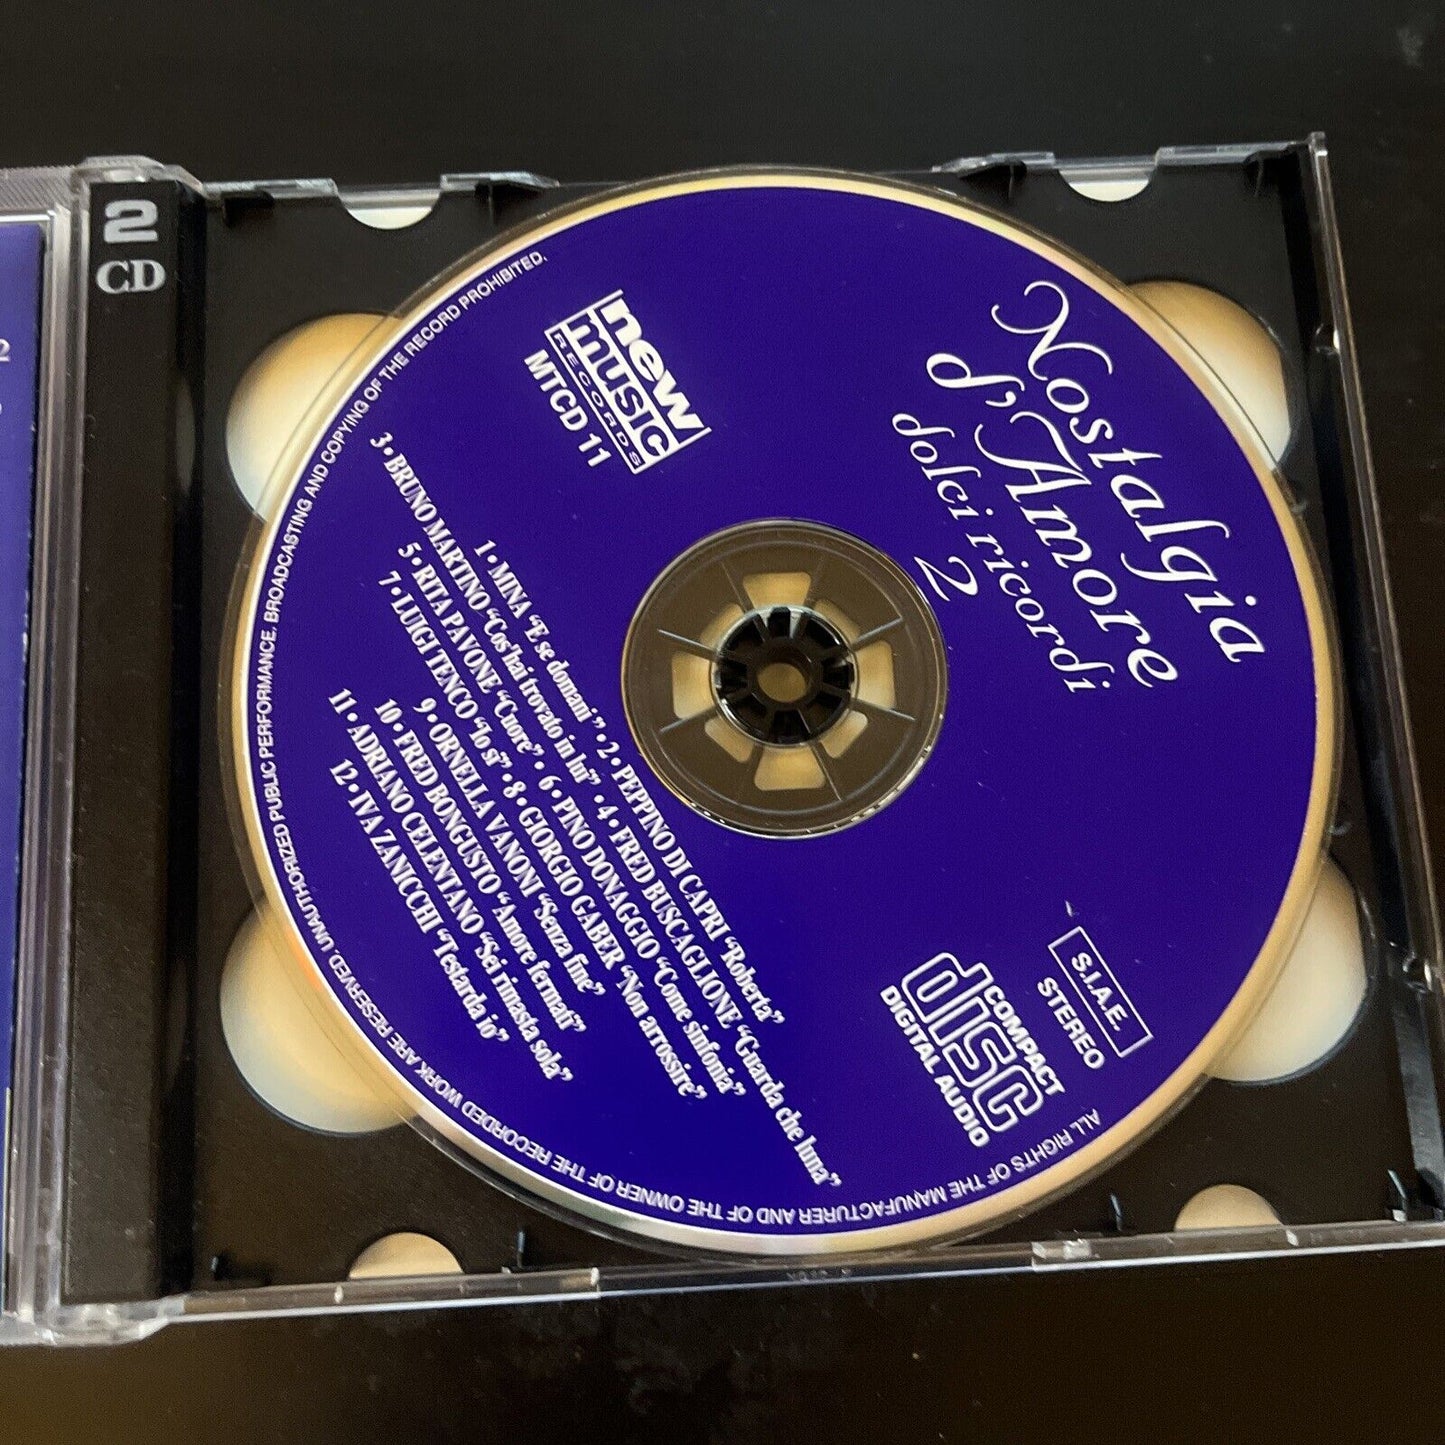 2
CD
Nostalgia
d'Amore
dolci ricordi
2
new
music
RECORDS
MTCD 11
S.I.A.E.
STEREO
COMPACT
disc
DIGITAL AUDIO
1 • MINA “E se domani” • 2 • PEPPINO DI CAPRI “Roberta”
3 • BRUNO MARTINO “Cos'hai trovato in lui” • 4 • FRED BUSCAGLIONE “Guarda che luna”
5 • RITA PAVONE “Cuore” • 6 • PINO DONAGGIO “Come sinfonia”
7 • LUIGI TENCO “Io sì” • 8 • GIORGIO GABER “Non arrossire”
9 • ORNELLA VANONI “Senza fine”
10 • FRED BONGUSTO “Amore fermati”
11 • ADRIANO CELENTANO “Sei rimasta sola”
12 • IVA ZANICCHI “Testarda io”
ALL RIGHTS OF THE MANUFACTURER AND OF THE OWNER OF THE RECORDED WORK ARE RESERVED. UNAUTHORIZED PUBLIC PERFORMANCE, BROADCASTING AND COPYING OF THE RECORD PROHIBITED.
2